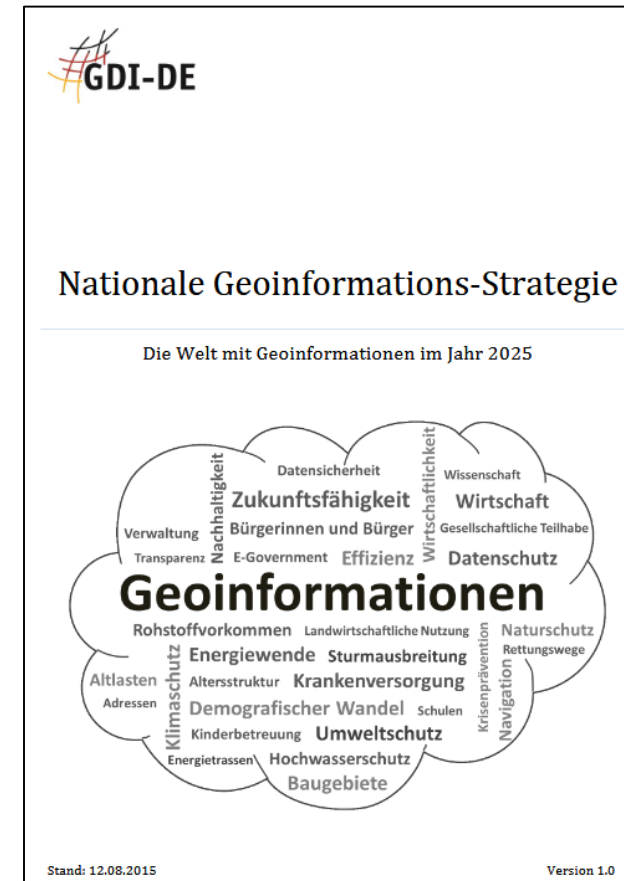 GDI-DE
Nationale Geoinformations-Strategie
Die Welt mit Geoinformationen im Jahr 2025
Nachhaltigkeit
Datensicherheit
Wirtschaftlichkeit
Wissenschaft
Zukunftsfähigkeit
Wirtschaft
Verwaltung
Bürgerinnen und Bürger
Gesellschaftliche Teilhabe
Transparenz
E-Government
Effizienz
Datenschutz
Geoinformationen
Rohstoffvorkommen
Landwirtschaftliche Nutzung
Krisenprävention
Naturschutz
Klimaschutz
Energiewende
Sturmausbreitung
Navigation
Rettungswege
Altlasten
Altersstruktur
Krankenversorgung
Adressen
Demografischer Wandel
Schulen
Kinderbetreuung
Umweltschutz
Energietrassen
Hochwasserschutz
Baugebiete
Stand: 12.08.2015
Version 1.0